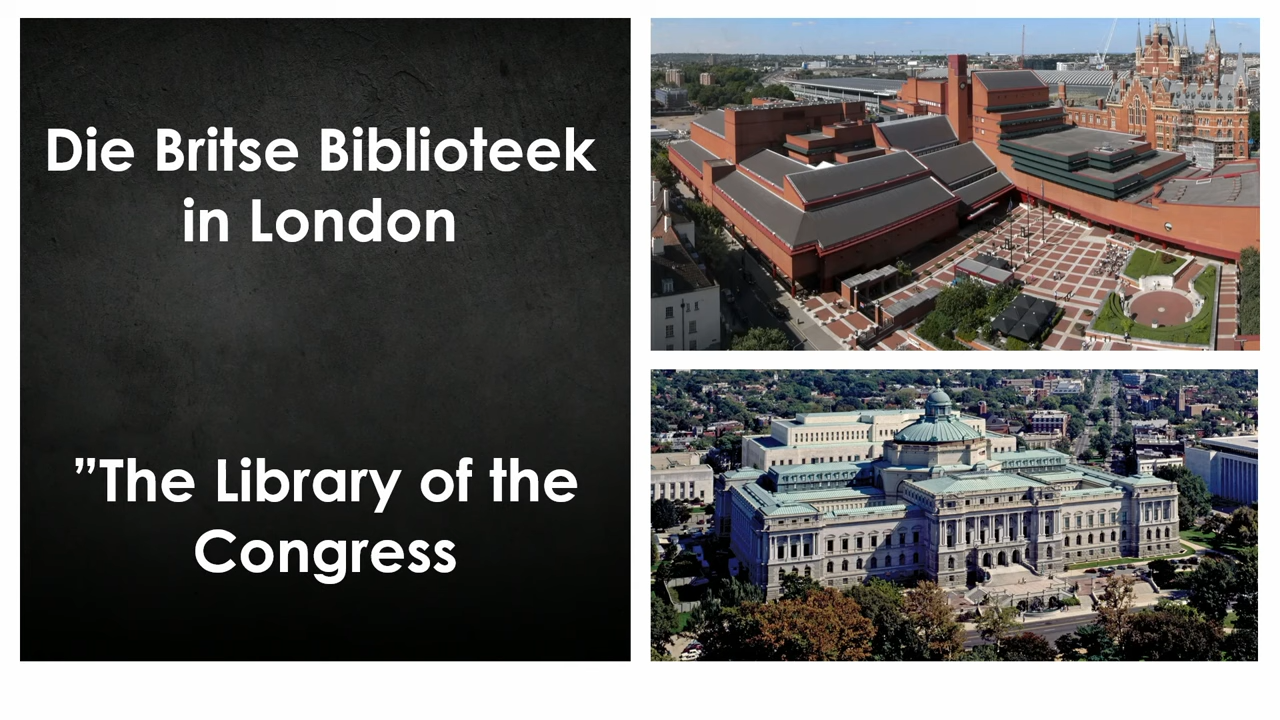 Die Britse Biblioteek
in London
”The Library of the
Congress